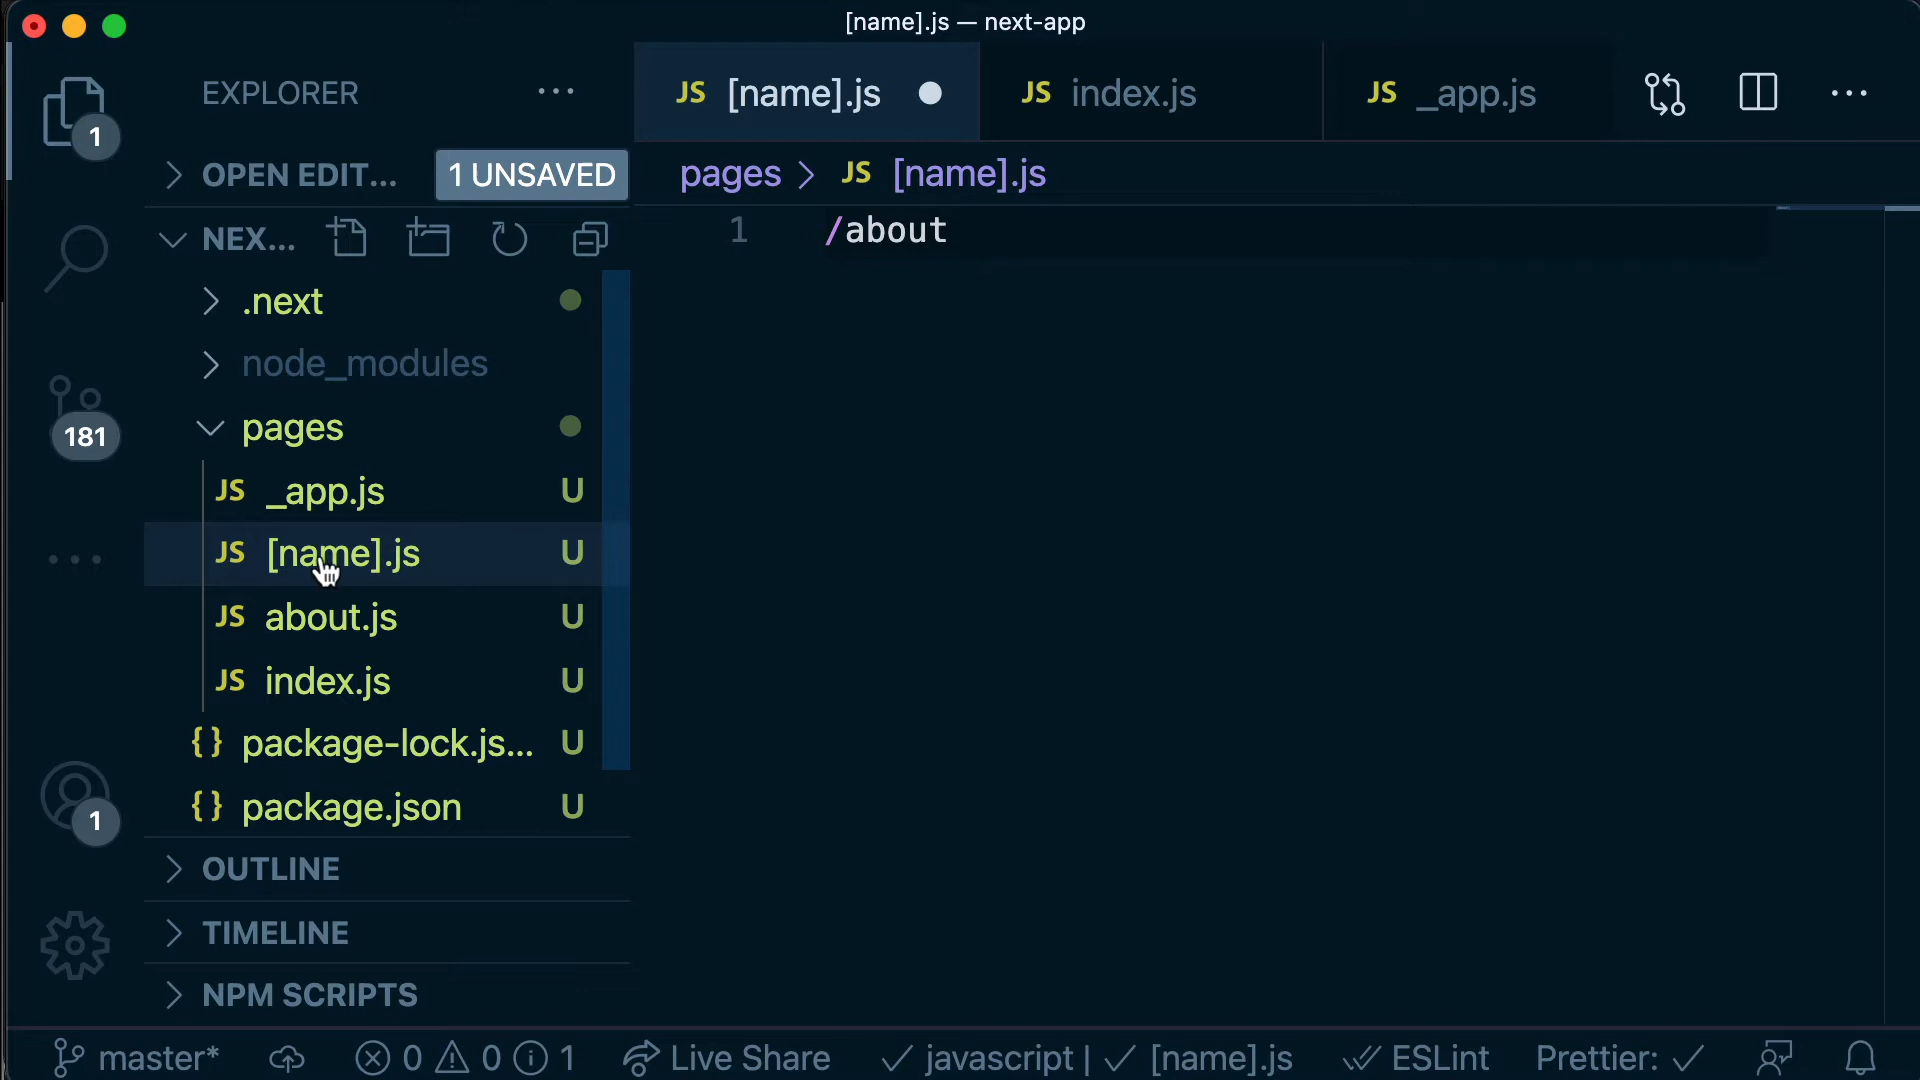 [name].js — next-app
EXPLORER
JS [name].js
JS index.js
JS _app.js
1
OPEN EDIT... 1 UNSAVED
pages > JS [name].js
NEX...
1 /about
.next
node_modules
pages
181
JS _app.js U
JS [name].js U
JS about.js U
JS index.js U
{} package-lock.js... U
{} package.json U
1
OUTLINE
TIMELINE
NPM SCRIPTS
master* 0 0 1 Live Share javascript | [name].js ESLint Prettier: